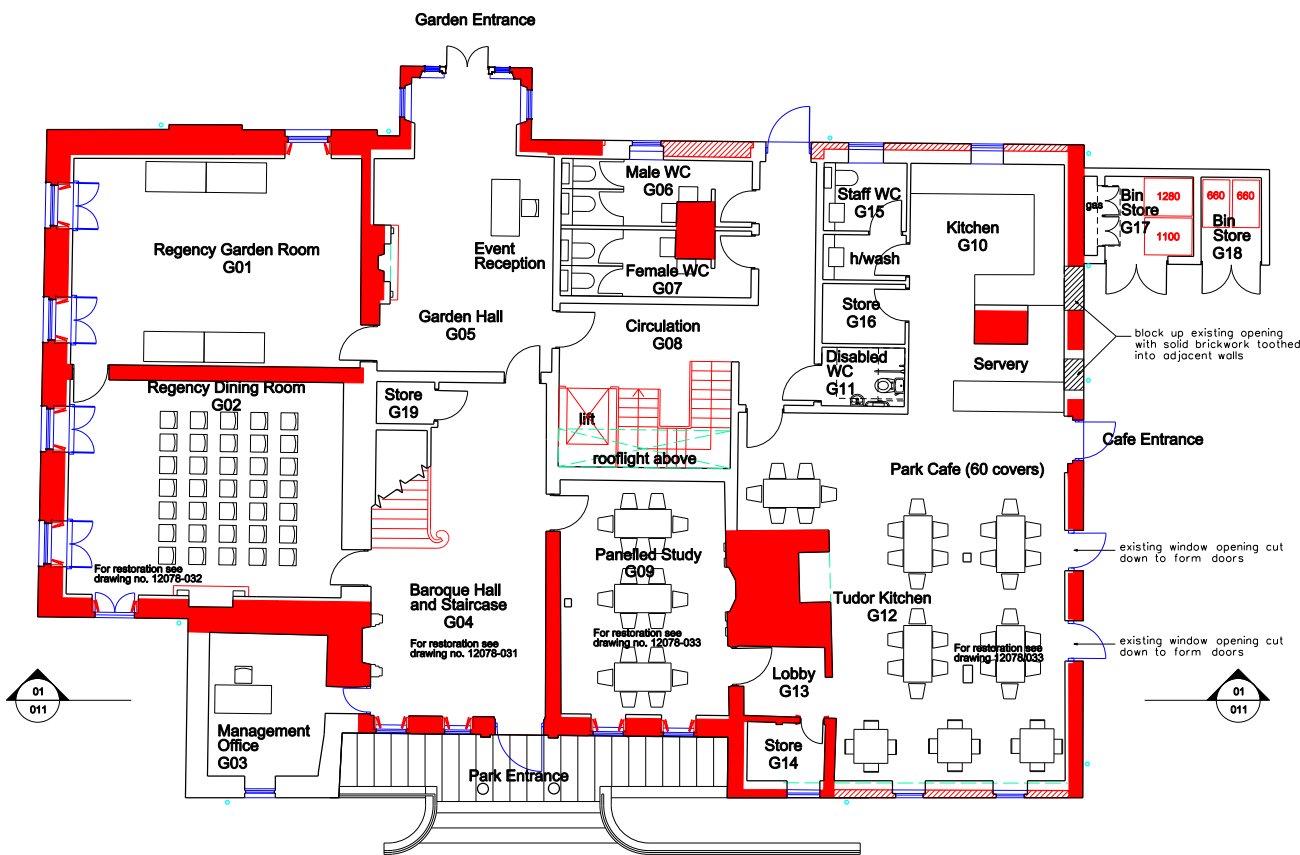 Garden Entrance
Male WC
G06
Staff WC
G15
gas
Bin
Store
G17
1280
1100
660
660
Bin
Store
G18
Regency Garden Room
G01
Event
Reception
Kitchen
G10
h/wash
Female WC
G07
Garden Hall
G05
Circulation
G08
Store
G16
block up existing opening
with solid brickwork toothed
into adjacent walls
Disabled
WC
G11
Servery
Regency Dining Room
G02
Store
G19
lift
rooflight above
Cafe Entrance
Park Cafe (60 covers)
existing window opening cut
down to form doors
Panelled Study
G09
For restoration see
drawing no. 12078-032
Baroque Hall
and Staircase
G04
For restoration see
drawing no. 12078-031
Tudor Kitchen
G12
For restoration see
drawing no. 12078-033
For restoration see
drawing 12078/033
existing window opening cut
down to form doors
Lobby
G13
01
011
01
011
Management
Office
G03
Store
G14
Park Entrance